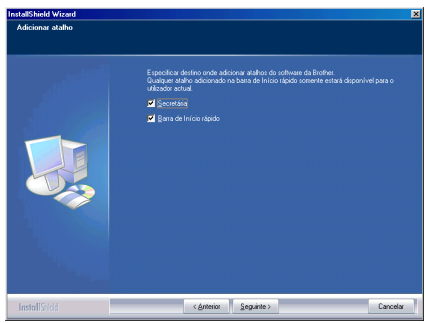 InstallShield Wizard
Adicionar atalho
Especificar destino onde adicionar atalhos do software da Brother.
Qualquer atalho adicionado na barra de Início rápido somente estará disponível para o
utilizador actual.
Secretária
Barra de Início rápido
InstallShield
< Anterior
Seguinte >
Cancelar